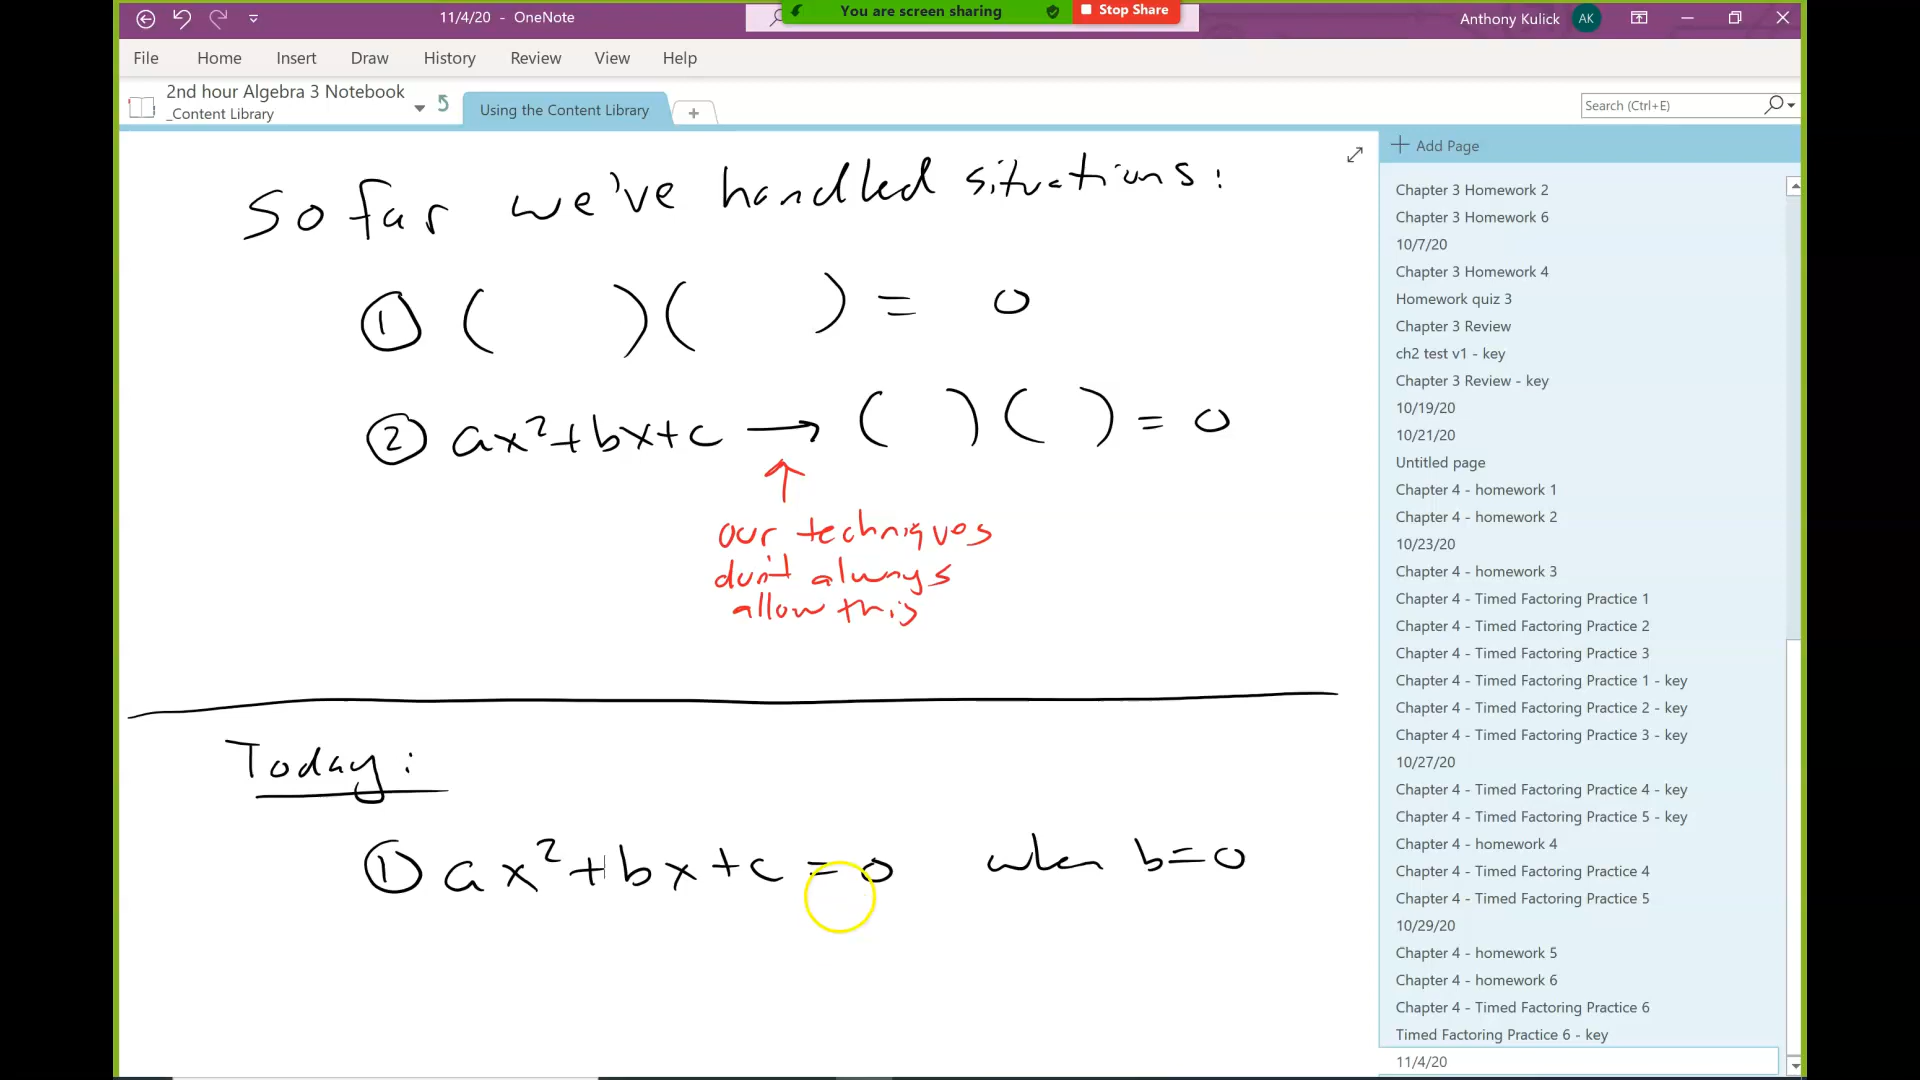 11/4/20 - OneNote
You are screen sharing
Stop Share
Anthony Kulick
AK
File Home Insert Draw History Review View Help
2nd hour Algebra 3 Notebook
_Content Library
Using the Content Library
Search (Ctrl+E)
So far we've handled situations:
① ( )( ) = 0
② ax²+bx+c → ( )( ) = 0
our techniques
don't always
allow this
Today:
① ax²+bx+c=0 when b=0
Add Page
Chapter 3 Homework 2
Chapter 3 Homework 6
10/7/20
Chapter 3 Homework 4
Homework quiz 3
Chapter 3 Review
ch2 test v1 - key
Chapter 3 Review - key
10/19/20
10/21/20
Untitled page
Chapter 4 - homework 1
Chapter 4 - homework 2
10/23/20
Chapter 4 - homework 3
Chapter 4 - Timed Factoring Practice 1
Chapter 4 - Timed Factoring Practice 2
Chapter 4 - Timed Factoring Practice 3
Chapter 4 - Timed Factoring Practice 1 - key
Chapter 4 - Timed Factoring Practice 2 - key
Chapter 4 - Timed Factoring Practice 3 - key
10/27/20
Chapter 4 - Timed Factoring Practice 4 - key
Chapter 4 - Timed Factoring Practice 5 - key
Chapter 4 - homework 4
Chapter 4 - Timed Factoring Practice 4
Chapter 4 - Timed Factoring Practice 5
10/29/20
Chapter 4 - homework 5
Chapter 4 - homework 6
Chapter 4 - Timed Factoring Practice 6
Timed Factoring Practice 6 - key
11/4/20